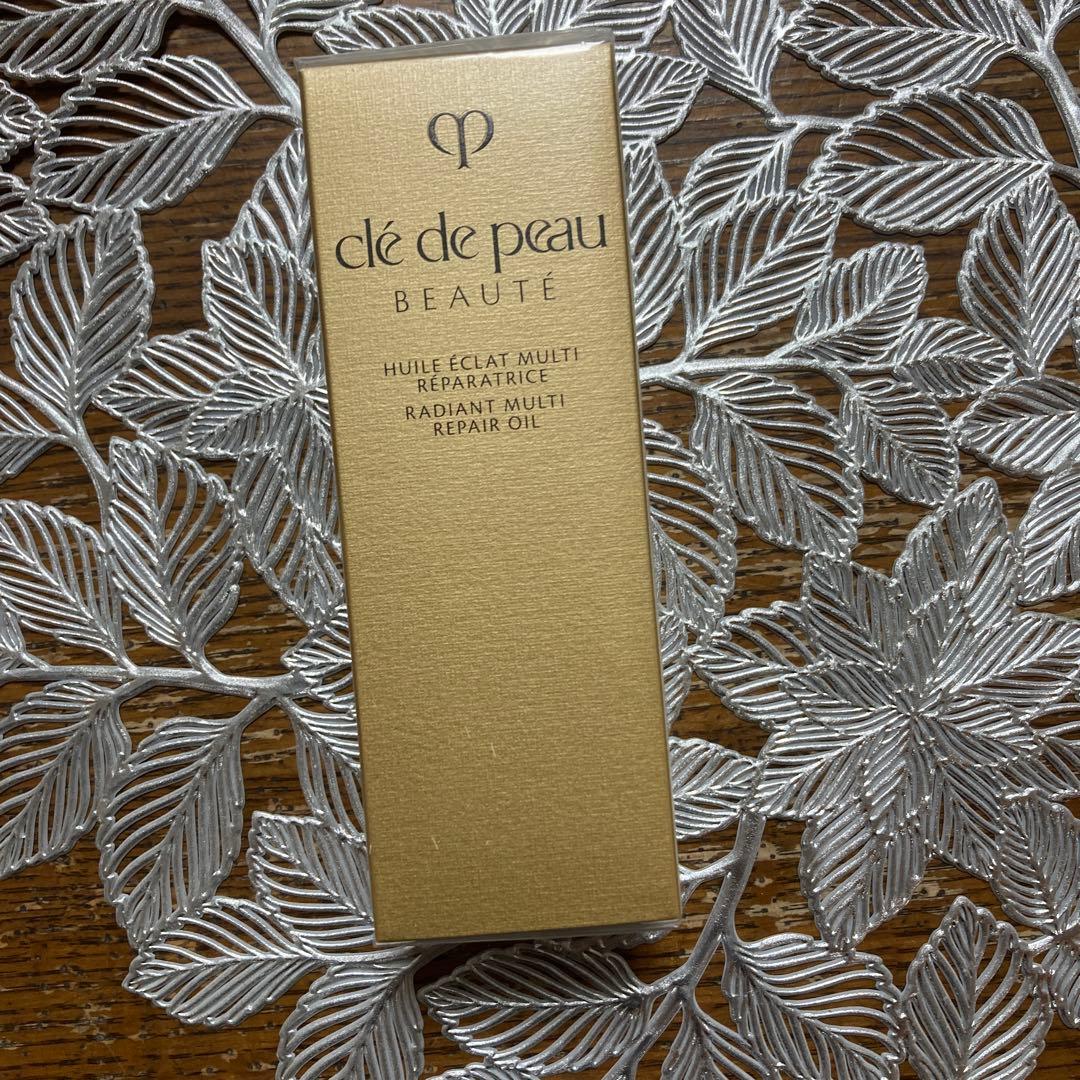 clé de peau
BEAUTÉ
HUILE ÉCLAT MULTI
RÉPARATRICE
RADIANT MULTI
REPAIR OIL